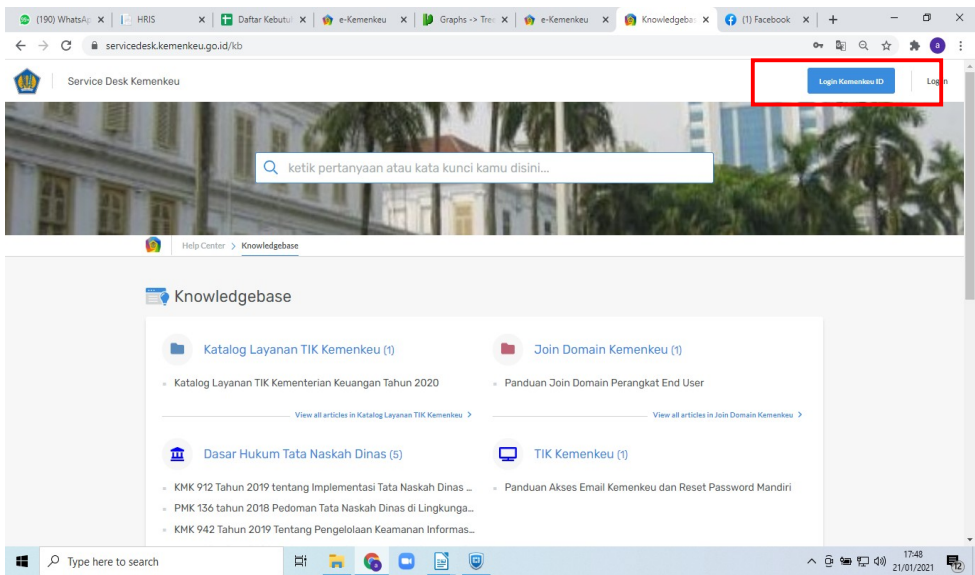 (190) WhatsAp
HRIS
Daftar Kebutuh
e-Kemenkeu
Graphs -> Tree
e-Kemenkeu
Knowledgebas
(1) Facebook
servicedesk.kemenkeu.go.id/kb
a
Service Desk Kemenkeu
Login Kemenkeu ID
Login
ketik pertanyaan atau kata kunci kamu disini...
Help Center > Knowledgebase
Knowledgebase
Katalog Layanan TIK Kemenkeu (1)
Katalog Layanan TIK Kementerian Keuangan Tahun 2020
View all articles in Katalog Layanan TIK Kemenkeu >
Join Domain Kemenkeu (1)
Panduan Join Domain Perangkat End User
View all articles in Join Domain Kemenkeu >
Dasar Hukum Tata Naskah Dinas (5)
KMK 912 Tahun 2019 tentang Implementasi Tata Naskah Dinas ...
PMK 136 tahun 2018 Pedoman Tata Naskah Dinas di Lingkunga...
KMK 942 Tahun 2019 Tentang Pengelolaan Keamanan Informas...
TIK Kemenkeu (1)
Panduan Akses Email Kemenkeu dan Reset Password Mandiri
Type here to search
17:48
21/01/2021
12